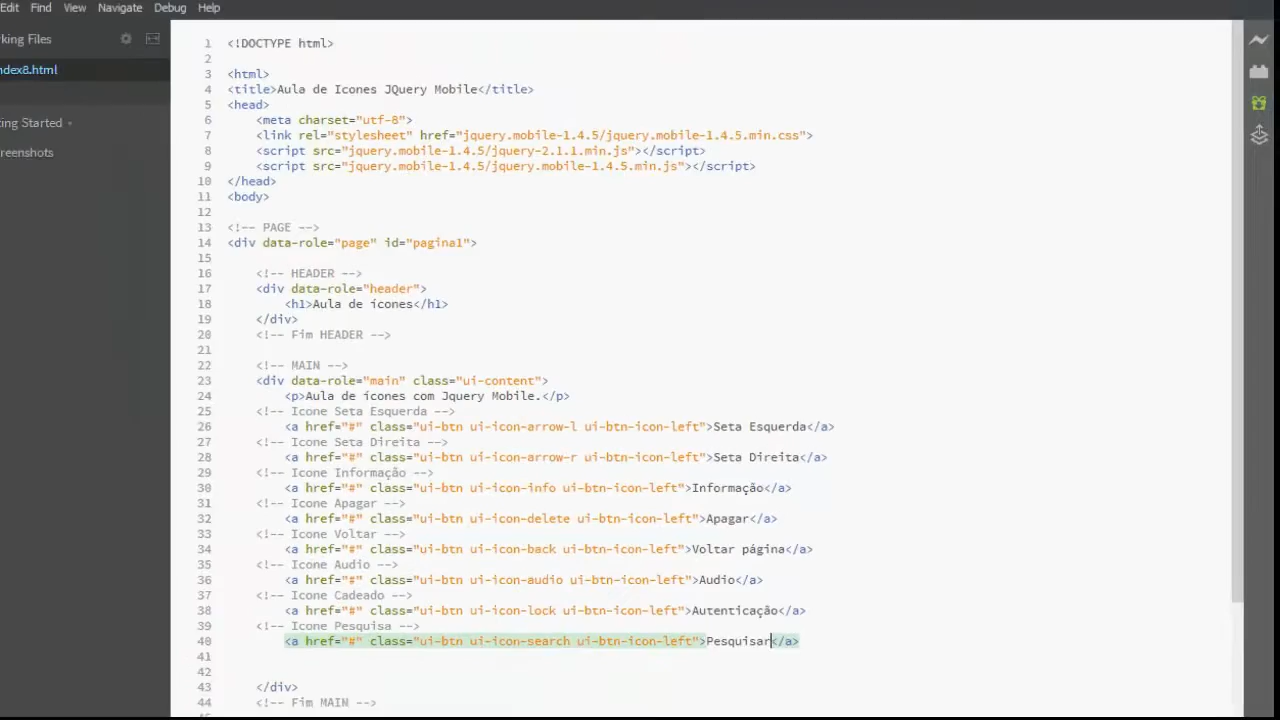 Edit Find View Navigate Debug Help
rking Files
ndex8.html
ting Started
reenshots
1 <!DOCTYPE html>
2
3 <html>
4 <title>Aula de Icones JQuery Mobile</title>
5 <head>
6 <meta charset="utf-8">
7 <link rel="stylesheet" href="jquery.mobile-1.4.5/jquery.mobile-1.4.5.min.css">
8 <script src="jquery.mobile-1.4.5/jquery-2.1.1.min.js"></script>
9 <script src="jquery.mobile-1.4.5/jquery.mobile-1.4.5.min.js"></script>
10 </head>
11 <body>
12
13 <!-- PAGE -->
14 <div data-role="page" id="pagina1">
15
16 <!-- HEADER -->
17 <div data-role="header">
18 <h1>Aula de ícones</h1>
19 </div>
20 <!-- Fim HEADER -->
21
22 <!-- MAIN -->
23 <div data-role="main" class="ui-content">
24 <p>Aula de ícones com Jquery Mobile.</p>
25 <!-- Icone Seta Esquerda -->
26 <a href="#" class="ui-btn ui-icon-arrow-l ui-btn-icon-left">Seta Esquerda</a>
27 <!-- Icone Seta Direita -->
28 <a href="#" class="ui-btn ui-icon-arrow-r ui-btn-icon-left">Seta Direita</a>
29 <!-- Icone Informação -->
30 <a href="#" class="ui-btn ui-icon-info ui-btn-icon-left">Informação</a>
31 <!-- Icone Apagar -->
32 <a href="#" class="ui-btn ui-icon-delete ui-btn-icon-left">Apagar</a>
33 <!-- Icone Voltar -->
34 <a href="#" class="ui-btn ui-icon-back ui-btn-icon-left">Voltar página</a>
35 <!-- Icone Audio -->
36 <a href="#" class="ui-btn ui-icon-audio ui-btn-icon-left">Audio</a>
37 <!-- Icone Cadeado -->
38 <a href="#" class="ui-btn ui-icon-lock ui-btn-icon-left">Autenticação</a>
39 <!-- Icone Pesquisa -->
40 <a href="#" class="ui-btn ui-icon-search ui-btn-icon-left">Pesquisar</a>
41
42
43 </div>
44 <!-- Fim MAIN -->